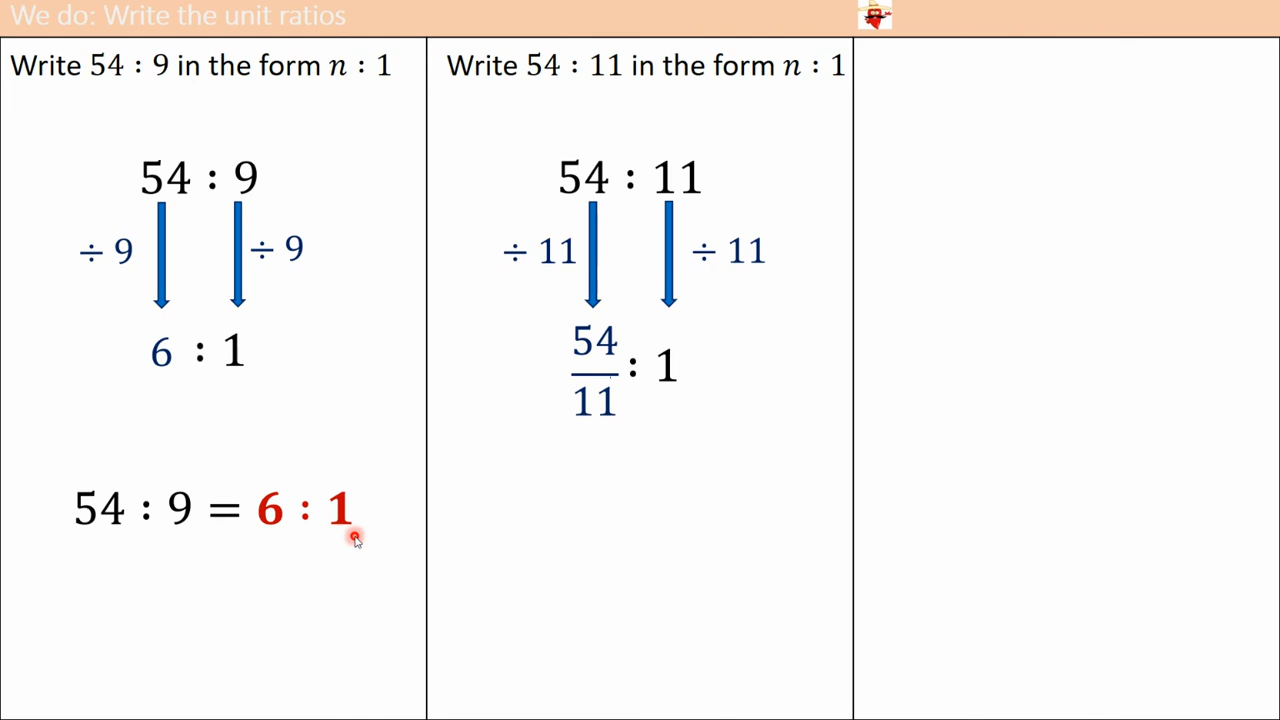 We do: Write the unit ratios
Write 54 : 9 in the form n : 1
54 : 9
÷ 9 ÷ 9
6 : 1
54 : 9 = 6 : 1
Write 54 : 11 in the form n : 1
54 : 11
÷ 11 ÷ 11
54
11
: 1